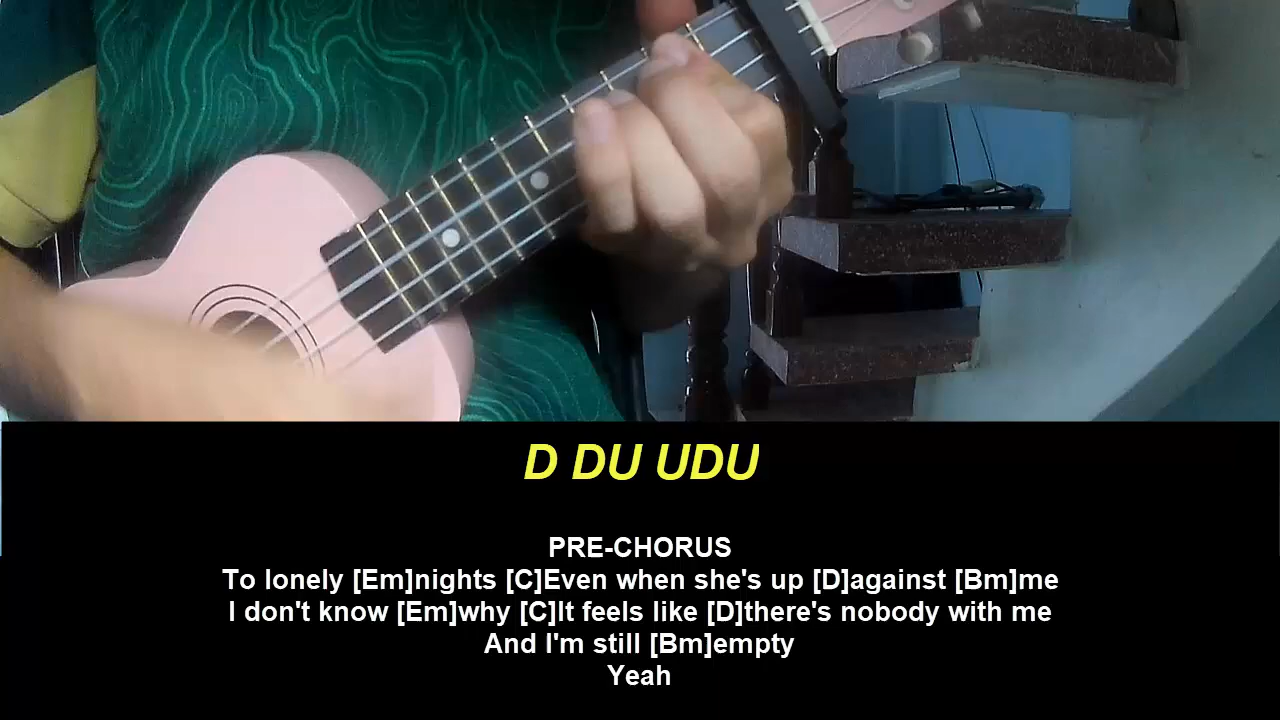 D DU UDU
PRE-CHORUS
To lonely [Em]nights [C]Even when she's up [D]against [Bm]me
I don't know [Em]why [C]It feels like [D]there's nobody with me
And I'm still [Bm]empty
Yeah